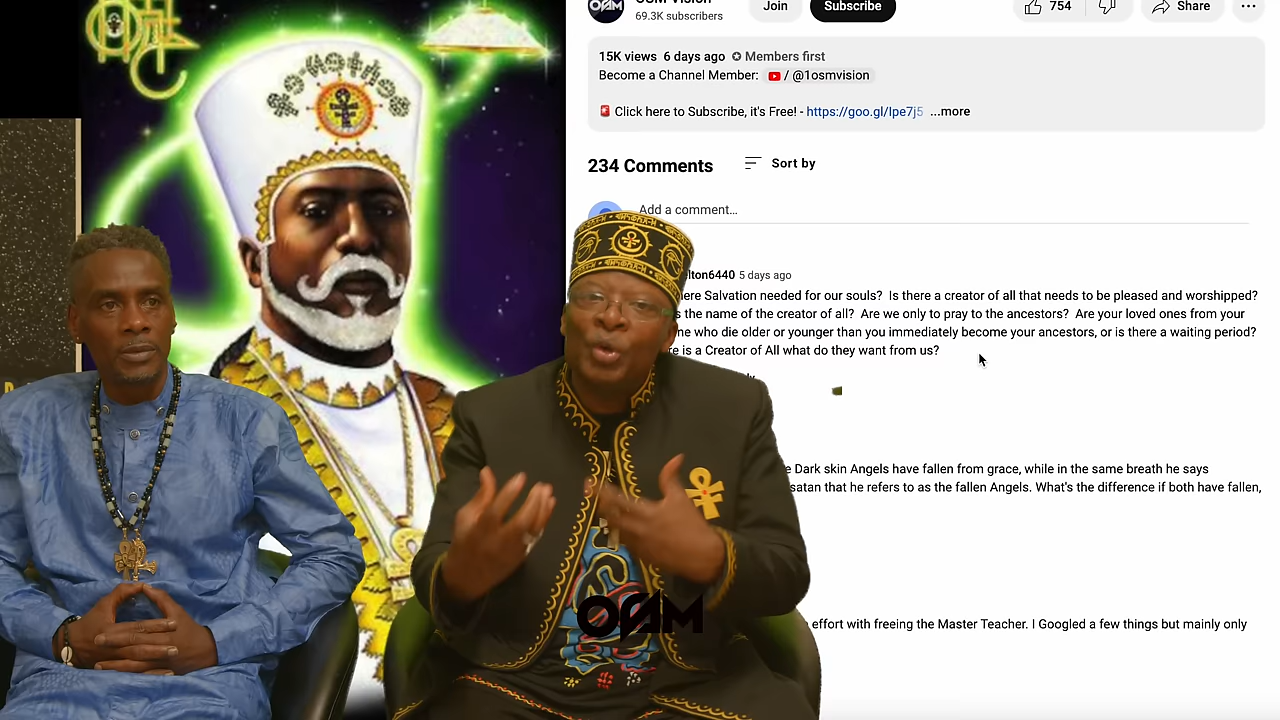 69.3K subscribers
Join
Subscribe
754
Share
15K views 6 days ago Members first
Become a Channel Member: / @1osmvision
Click here to Subscribe, it's Free! - https://goo.gl/Ipe7j5 ...more
234 Comments
Sort by
Add a comment...
lton6440 5 days ago
ere Salvation needed for our souls? Is there a creator of all that needs to be pleased and worshipped?
s the name of the creator of all? Are we only to pray to the ancestors? Are your loved ones from your
ne who die older or younger than you immediately become your ancestors, or is there a waiting period?
re is a Creator of All what do they want from us?
e Dark skin Angels have fallen from grace, while in the same breath he says
satan that he refers to as the fallen Angels. What's the difference if both have fallen,
effort with freeing the Master Teacher. I Googled a few things but mainly only